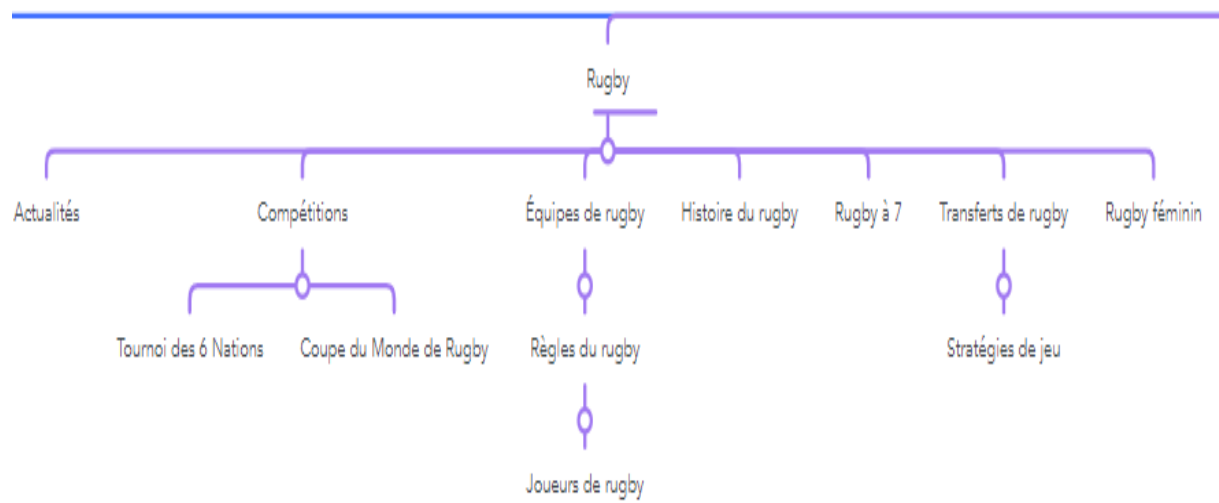 Rugby
Actualités
Compétitions
Équipes de rugby
Histoire du rugby
Rugby à 7
Transferts de rugby
Rugby féminin
Tournoi des 6 Nations
Coupe du Monde de Rugby
Règles du rugby
Stratégies de jeu
Joueurs de rugby